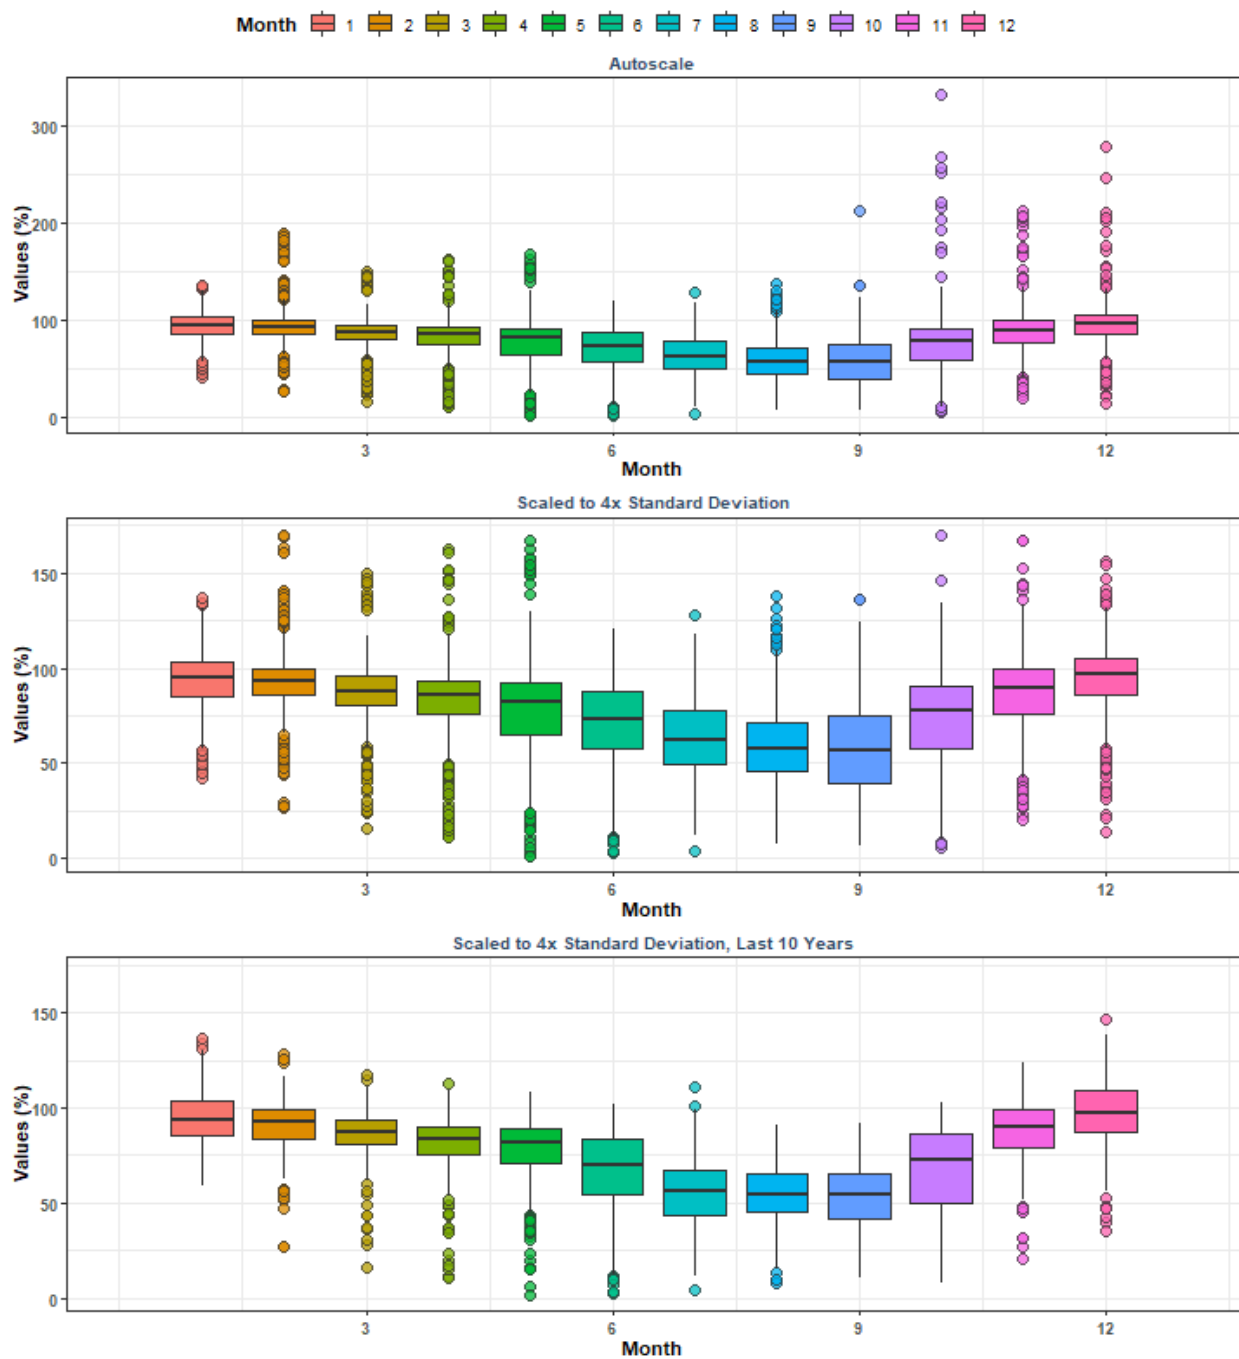 Month 1 2 3 4 5 6 7 8 9 10 11 12
Autoscale
Values (%)
300
200
100
0
3 6 9 12
Month
Scaled to 4x Standard Deviation
Values (%)
150
100
50
0
3 6 9 12
Month
Scaled to 4x Standard Deviation, Last 10 Years
Values (%)
150
100
50
0
3 6 9 12
Month